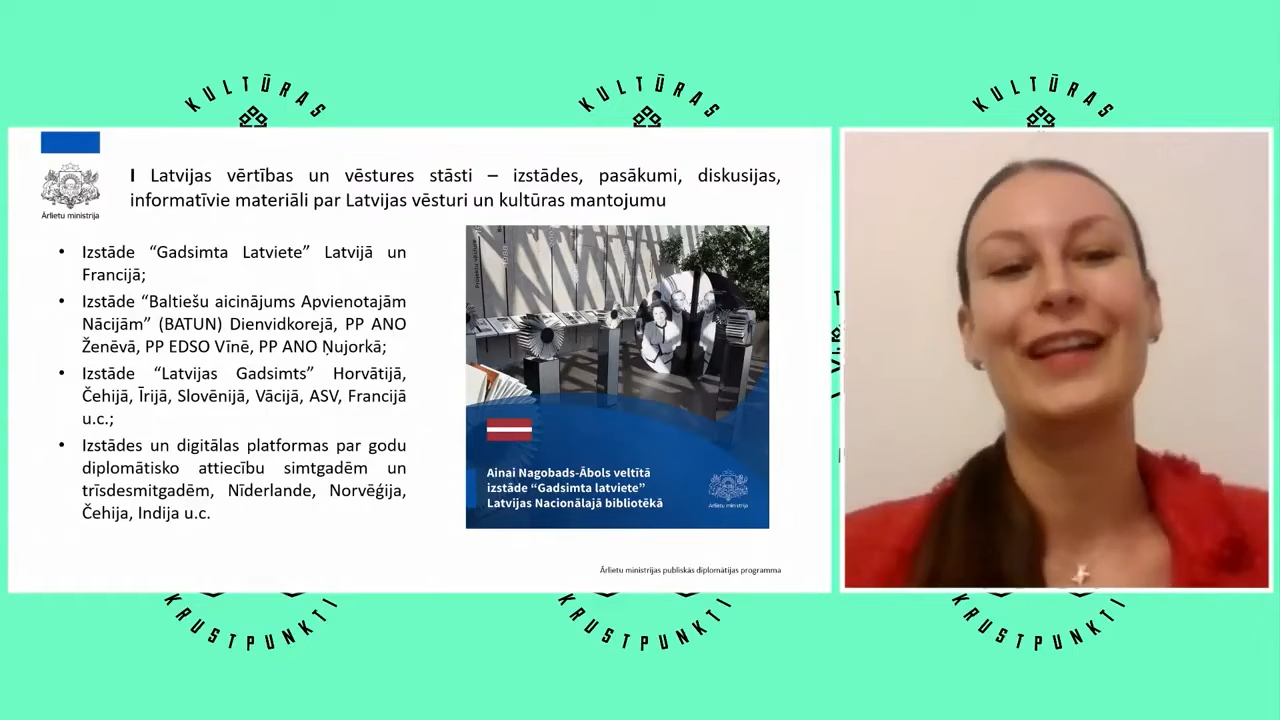 KULTŪRAS
KULTŪRAS
KULTŪRAS
Ārlietu ministrija
I Latvijas vērtības un vēstures stāsti – izstādes, pasākumi, diskusijas,
informatīvie materiāli par Latvijas vēsturi un kultūras mantojumu
• Izstāde “Gadsimta Latviete” Latvijā un
Francijā;
• Izstāde “Baltiešu aicinājums Apvienotajām
Nācijām” (BATUN) Dienvidkorejā, PP ANO
Ženēvā, PP EDSO Vīnē, PP ANO Ņujorkā;
• Izstāde “Latvijas Gadsimts” Horvātijā,
Čehijā, Īrijā, Slovēnijā, Vācijā, ASV, Francijā
u.c.;
• Izstādes un digitālas platformas par godu
diplomātisko attiecību simtgadēm un
trīsdesmitgadēm, Nīderlande, Norvēģija,
Čehija, Indija u.c.
Ainai Nagobads-Ābols veltītā
izstāde “Gadsimta latviete”
Latvijas Nacionālajā bibliotēkā
Ārlietu ministrija
Ārlietu ministrijas publiskās diplomātijas programma
KRUSTPUNKTI
KRUSTPUNKTI
KRUSTPUNKTI